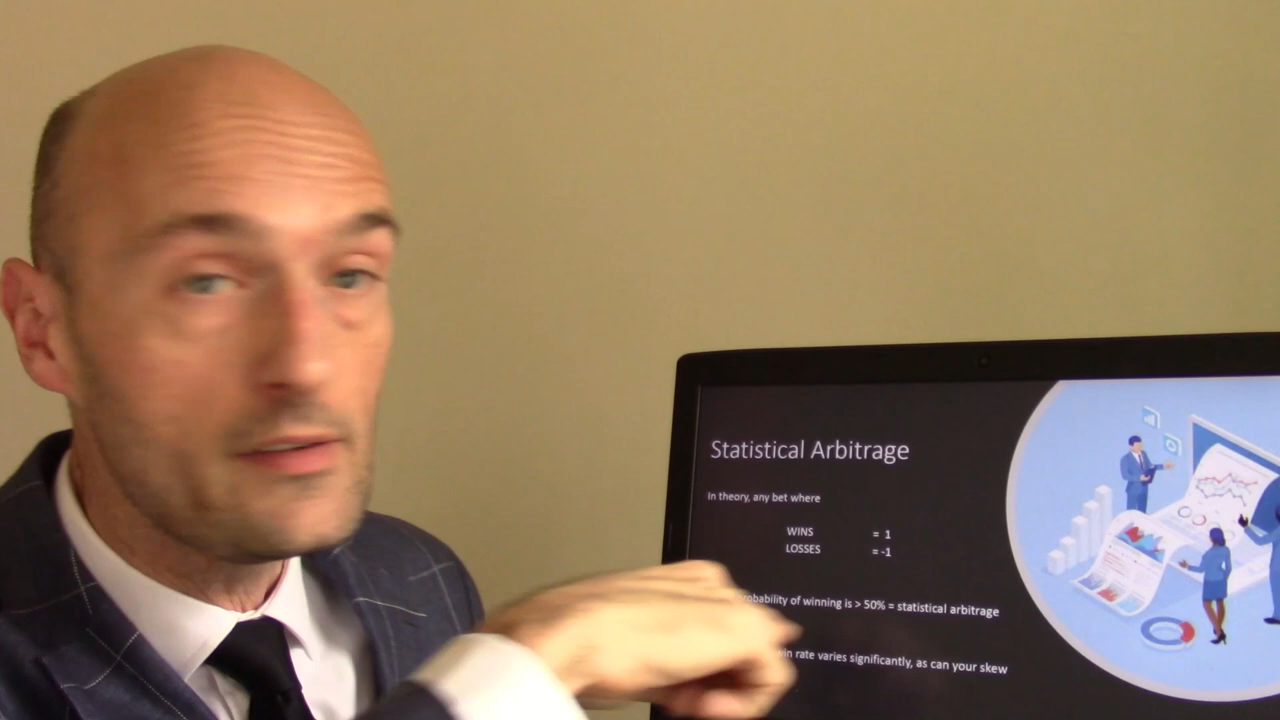 Statistical Arbitrage
In theory, any bet where
WINS = 1
LOSSES = -1
robability of winning is > 50% = statistical arbitrage
in rate varies significantly, as can your skew